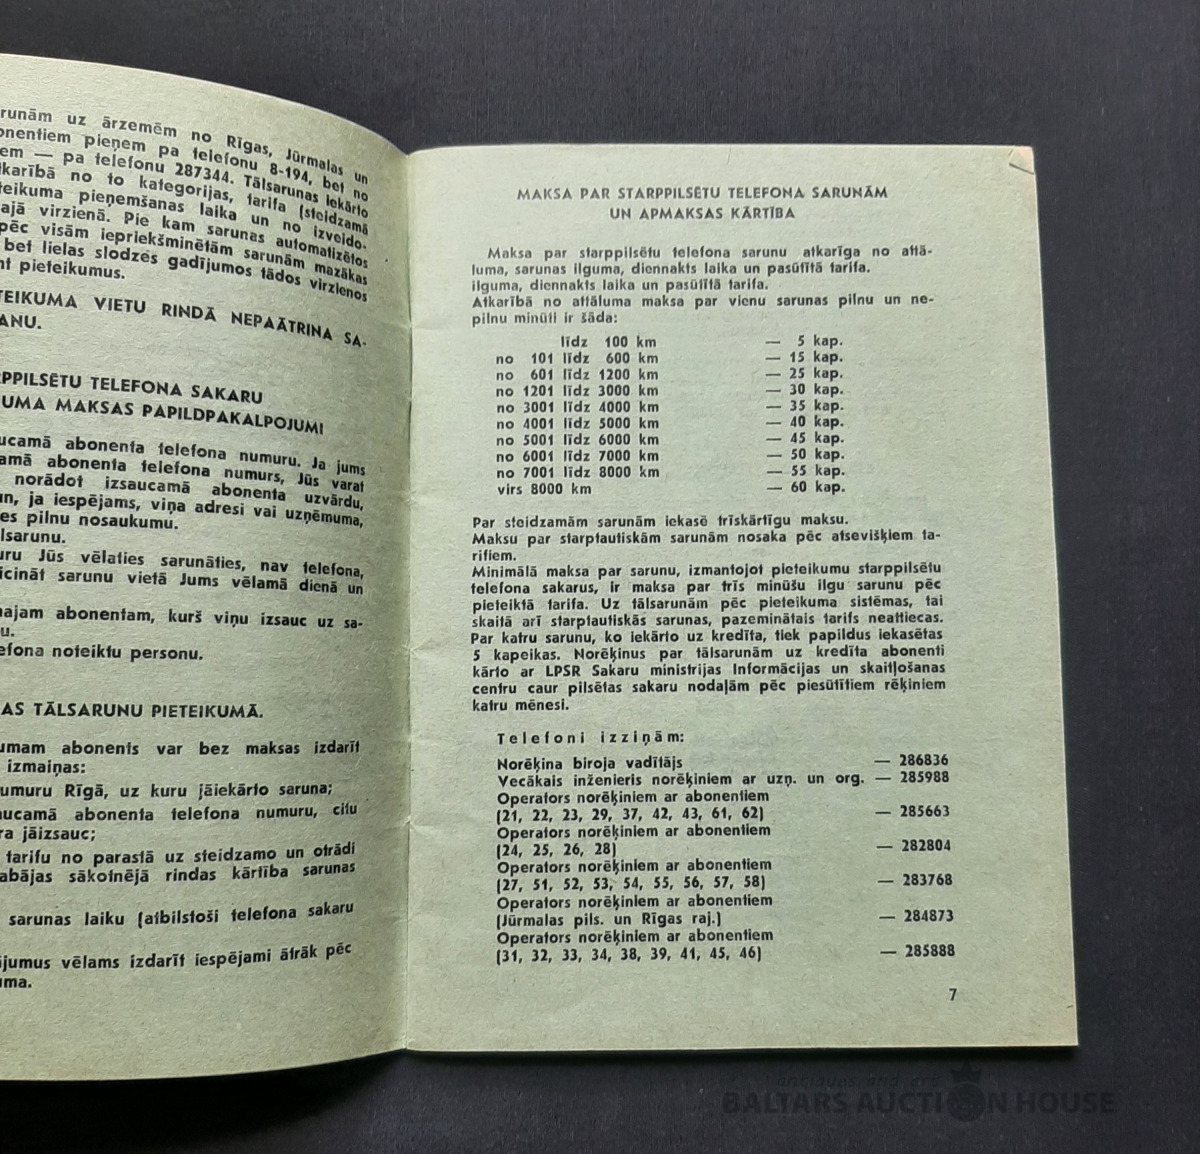 runām uz ārzemēm no Rīgas, Jūrmalas un
onentiem pieņem pa telefonu 8-194, bet no
em — pa telefonu 287344. Tālsarunas iekārto
tkarībā no to kategorijas, tarifa (steidzamā
teikuma pieņemšanas laika un no izveido-
ajā virzienā. Pie kam sarunas automatizētos
pēc visām iepriekšminētām sarunām mazākas
bet lielas slodzes gadījumos tādos virzienos
nt pieteikumus.
TEIKUMA VIETU RINDĀ NEPAĀTRINA SA-
ANU.
RPPILSĒTU TELEFONA SAKARU
UMA MAKSAS PAPILDPAKALPOJUMI
ucamā abonenta telefona numuru. Ja jums
amā abonenta telefona numurs, Jūs varat
norādot izsaucamā abonenta uzvārdu,
un, ja iespējams, viņa adresi vai uzņēmuma,
es pilnu nosaukumu.
lsarunu.
uru Jūs vēlaties sarunāties, nav telefona,
icināt sarunu vietā Jums vēlamā dienā un
najam abonentam, kurš viņu izsauc uz sa-
u.
efona noteiktu personu.
AS TĀLSARUNU PIETEIKUMĀ.
umam abonents var bez maksas izdarīt
izmaiņas:
umuru Rīgā, uz kuru jāiekārto saruna;
aucamā abonenta telefona numuru, citu
ra jāizsauc;
tarifu no parastā uz steidzamo un otrādi
abājas sākotnējā rindas kārtība sarunas
sarunas laiku (atbilstoši telefona sakaru
ījumus vēlams izdarīt iespējami ātrāk pēc
uma.
MAKSA PAR STARPPILSĒTU TELEFONA SARUNĀM
UN APMAKSAS KĀRTĪBA
Maksa par starppilsētu telefona sarunu atkarīga no attā-
luma, sarunas ilguma, diennakts laika un pasūtītā tarifa.
ilguma, diennakts laika un pasūtītā tarifa.
Atkarībā no attāluma maksa par vienu sarunas pilnu un ne-
pilnu minūti ir šāda:
līdz 100 km — 5 kap.
no 101 līdz 600 km — 15 kap.
no 601 līdz 1200 km — 25 kap.
no 1201 līdz 3000 km — 30 kap.
no 3001 līdz 4000 km — 35 kap.
no 4001 līdz 5000 km — 40 kap.
no 5001 līdz 6000 km — 45 kap.
no 6001 līdz 7000 km — 50 kap.
no 7001 līdz 8000 km — 55 kap.
virs 8000 km — 60 kap.
Par steidzamām sarunām iekasē trīskārtīgu maksu.
Maksu par starptautiskām sarunām nosaka pēc atsevišķiem ta-
rifiem.
Minimālā maksa par sarunu, izmantojot pieteikumu starppilsētu
telefona sakarus, ir maksa par trīs minūšu ilgu sarunu pēc
pieteiktā tarifa. Uz tālsarunām pēc pieteikuma sistēmas, tai
skaitā arī starptautiskās sarunas, pazeminātais tarifs neattiecas.
Par katru sarunu, ko iekārto uz kredīta, tiek papildus iekasētas
5 kapeikas. Norēķinus par tālsarunām uz kredīta abonenti
kārto ar LPSR Sakaru ministrijas Informācijas un skaitļošanas
centru caur pilsētas sakaru nodaļām pēc piesūtītiem rēķiniem
katru mēnesi.
Telefoni izziņām:
Norēķina biroja vadītājs — 286836
Vecākais inženieris norēķiniem ar uzņ. un org. — 285988
Operators norēķiniem ar abonentiem
(21, 22, 23, 29, 37, 42, 43, 61, 62) — 285663
Operators norēķiniem ar abonentiem
(24, 25, 26, 28) — 282804
Operators norēķiniem ar abonentiem
(27, 51, 52, 53, 54, 55, 56, 57, 58) — 283768
Operators norēķiniem ar abonentiem
(Jūrmalas pils. un Rīgas raj.) — 284873
Operators norēķiniem ar abonentiem
(31, 32, 33, 34, 38, 39, 41, 45, 46) — 285888
7
antiques and art
BALTARS AUCTION HOUSE